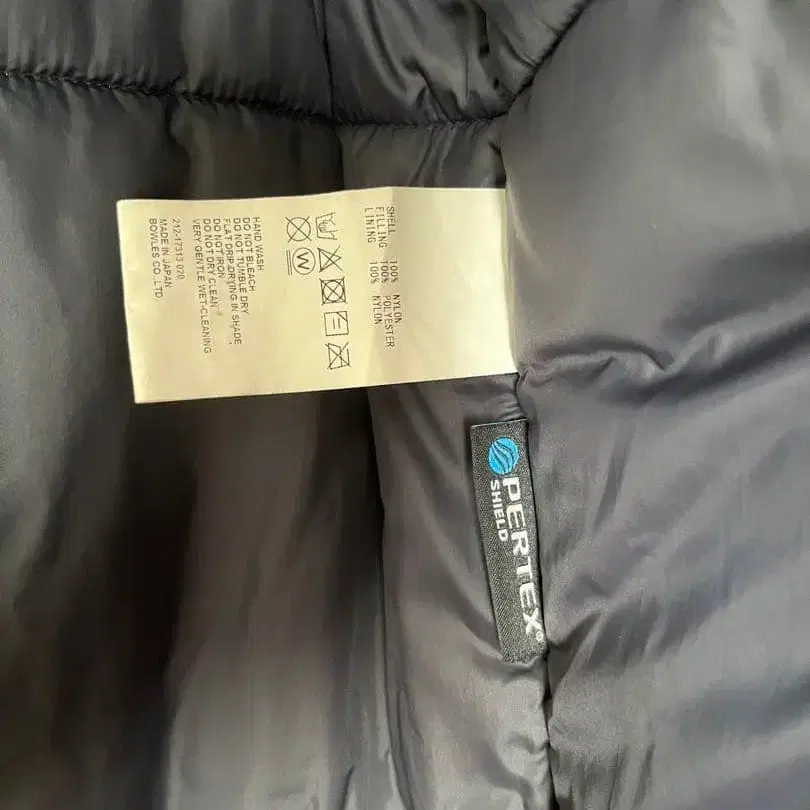 SHELL 100% NYLON
FILLING 100% POLYESTER
LINING 100% NYLON
W
HAND WASH
DO NOT BLEACH
DO NOT TUMBLE DRY
FLAT DRIP DRYING IN SHADE
DO NOT IRON
DO NOT DRY CLEAN
VERY GENTLE WET-CLEANING
212-17313 020
MADE IN JAPAN
BOWLES CO.,LTD.
PERTEX®
SHIELD